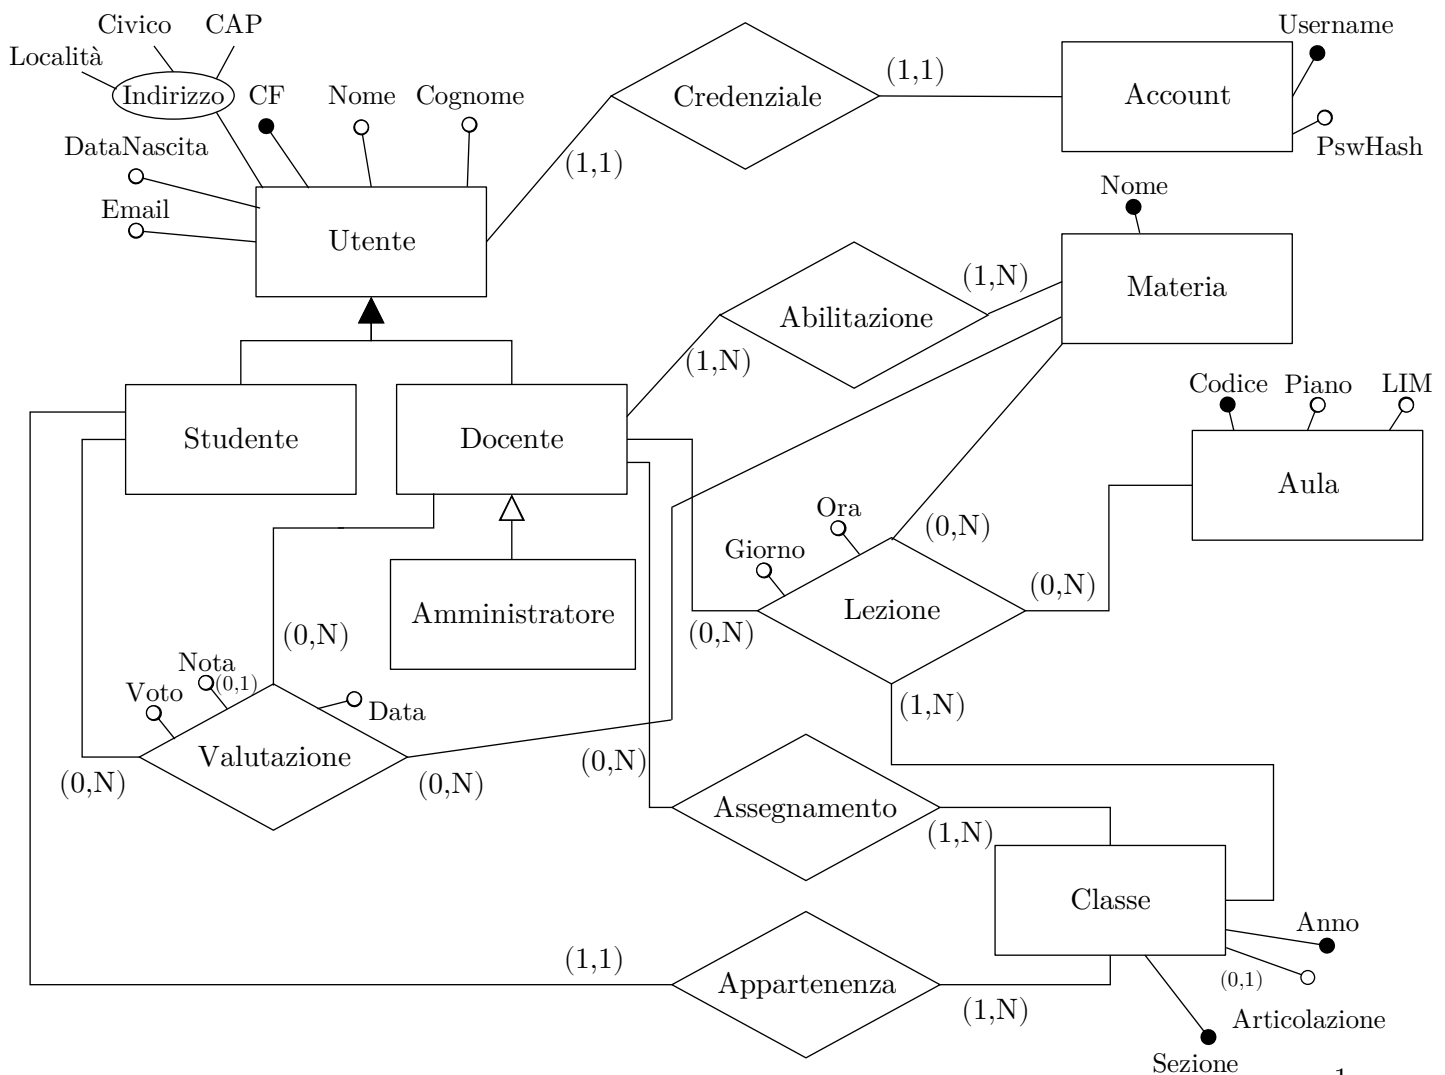 Civico
CAP
Username
Località
(1,1)
Indirizzo
CF
Nome
Cognome
Credenziale
Account
DataNascita
(1,1)
PswHash
Email
Nome
Utente
(1,N)
Materia
Abilitazione
(1,N)
Codice
Piano
LIM
Studente
Docente
Aula
Ora
(0,N)
Giorno
(0,N)
Amministratore
Lezione
(0,N)
(0,N)
Nota
(0,1)
Voto
Data
(1,N)
Valutazione
(0,N)
(0,N)
(0,N)
Assegnamento
(1,N)
Classe
Anno
(1,1)
Appartenenza
(0,1)
(1,N)
Articolazione
Sezione